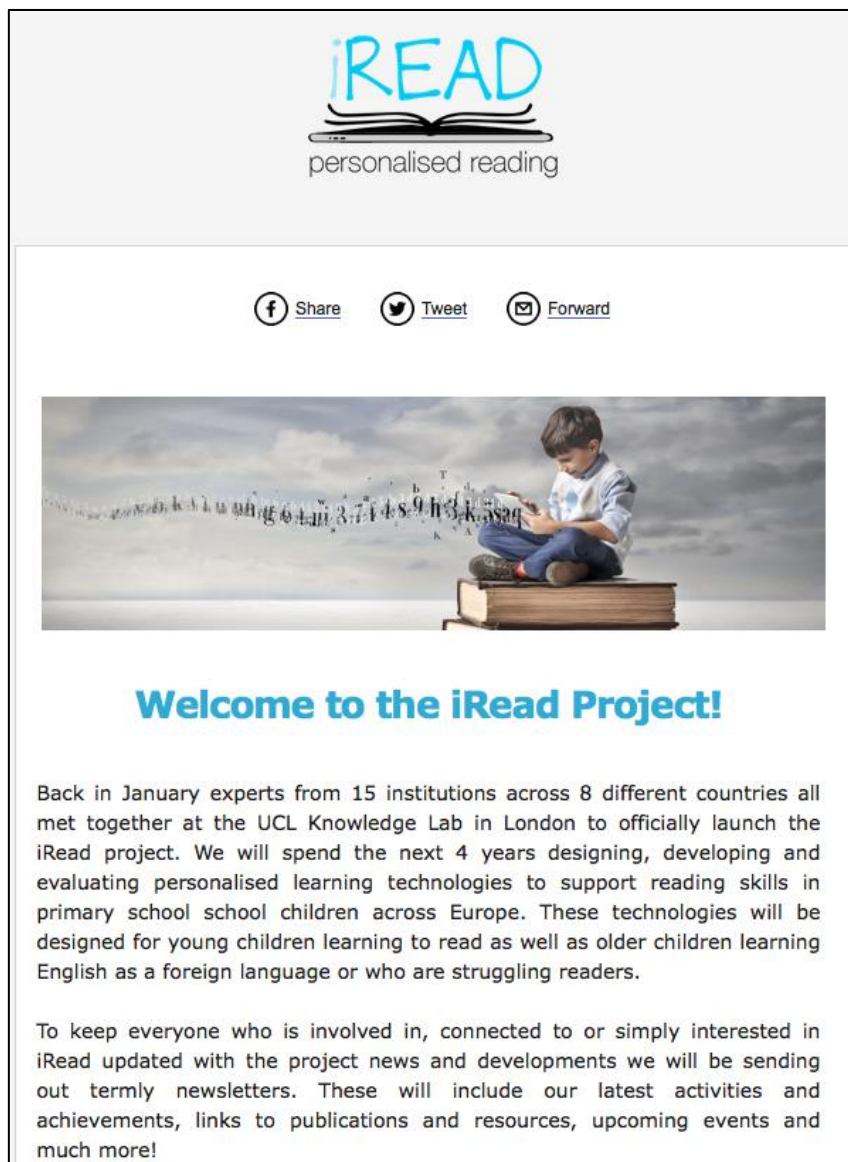 iREAD
personalised reading
Share Tweet Forward
Welcome to the iRead Project!
Back in January experts from 15 institutions across 8 different countries all
met together at the UCL Knowledge Lab in London to officially launch the
iRead project. We will spend the next 4 years designing, developing and
evaluating personalised learning technologies to support reading skills in
primary school school children across Europe. These technologies will be
designed for young children learning to read as well as older children learning
English as a foreign language or who are struggling readers.
To keep everyone who is involved in, connected to or simply interested in
iRead updated with the project news and developments we will be sending
out termly newsletters. These will include our latest activities and
achievements, links to publications and resources, upcoming events and
much more!